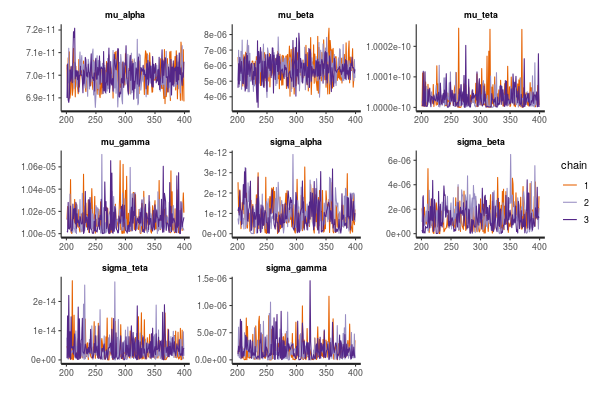 mu_alpha
mu_beta
mu_teta
7.2e-11
7.1e-11
7.0e-11
6.9e-11
200 250 300 350 400
8e-06
7e-06
6e-06
5e-06
4e-06
200 250 300 350 400
1.0002e-10
1.0001e-10
1.0000e-10
200 250 300 350 400
mu_gamma
sigma_alpha
sigma_beta
1.06e-05
1.04e-05
1.02e-05
1.00e-05
200 250 300 350 400
4e-12
3e-12
2e-12
1e-12
0e+00
200 250 300 350 400
6e-06
4e-06
2e-06
0e+00
200 250 300 350 400
chain
1
2
3
sigma_teta
sigma_gamma
2e-14
1e-14
0e+00
200 250 300 350 400
1.5e-06
1.0e-06
5.0e-07
0.0e+00
200 250 300 350 400